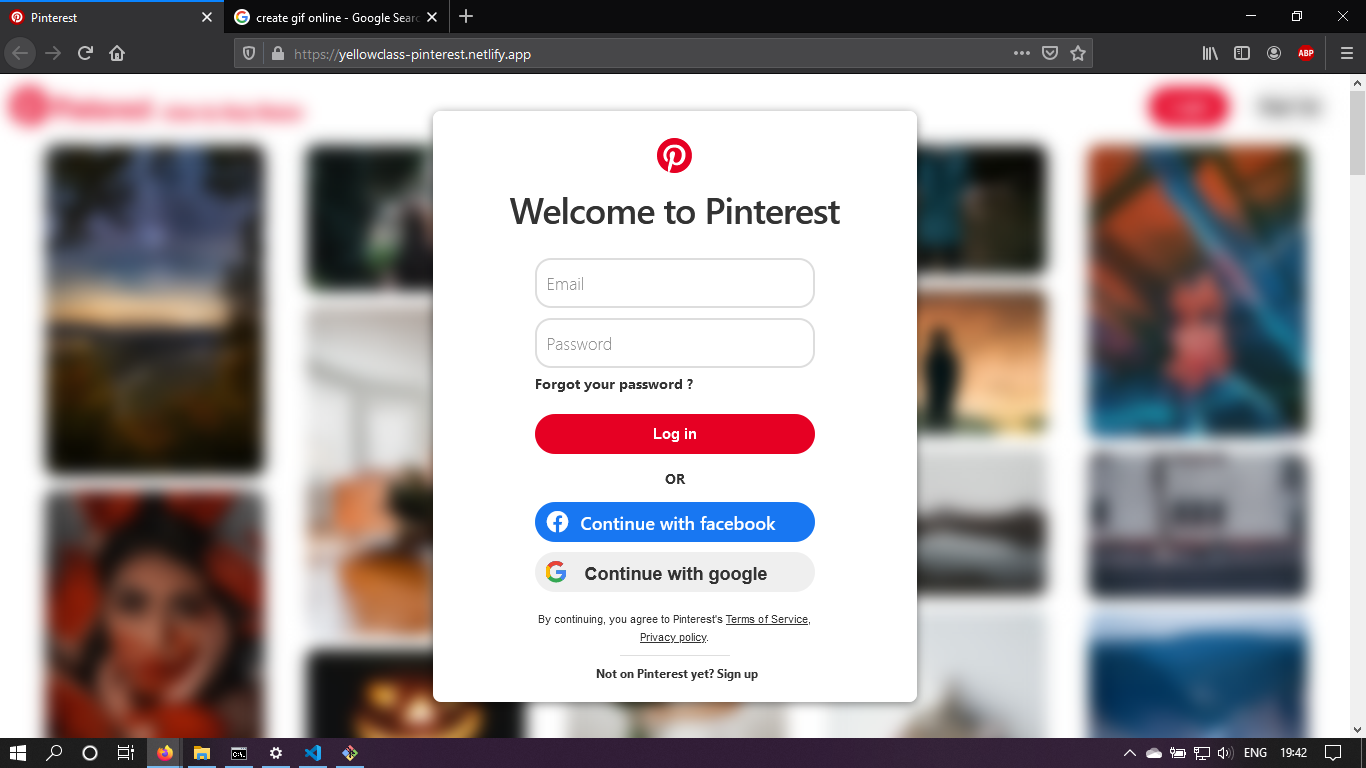 Pinterest
create gif online - Google Searc
https://yellowclass-pinterest.netlify.app
ABP
Welcome to Pinterest
Email
Password
Forgot your password ?
Log in
OR
Continue with facebook
Continue with google
By continuing, you agree to Pinterest's Terms of Service,
Privacy policy.
Not on Pinterest yet? Sign up
ENG
19:42